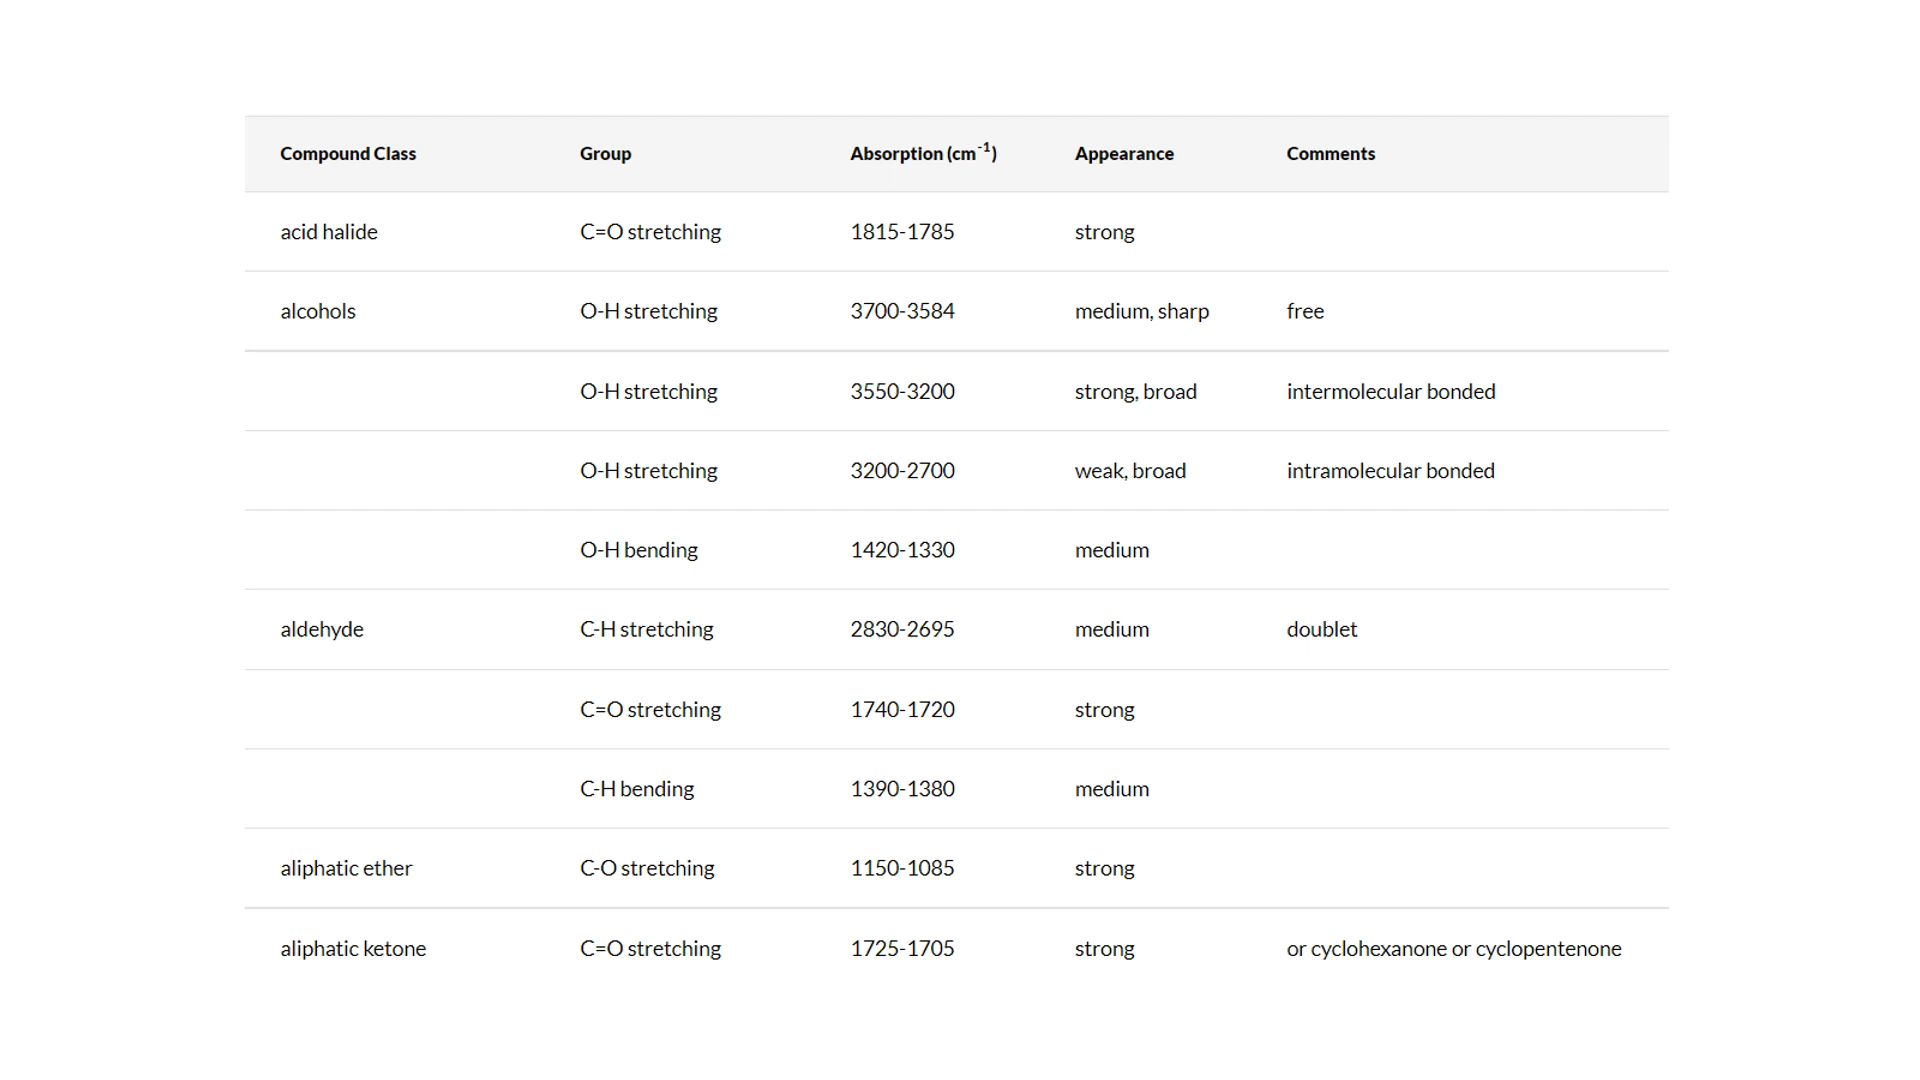 Compound Class Group Absorption (cm-1) Appearance Comments
acid halide C=O stretching 1815-1785 strong
alcohols O-H stretching 3700-3584 medium, sharp free
O-H stretching 3550-3200 strong, broad intermolecular bonded
O-H stretching 3200-2700 weak, broad intramolecular bonded
O-H bending 1420-1330 medium
aldehyde C-H stretching 2830-2695 medium doublet
C=O stretching 1740-1720 strong
C-H bending 1390-1380 medium
aliphatic ether C-O stretching 1150-1085 strong
aliphatic ketone C=O stretching 1725-1705 strong or cyclohexanone or cyclopentenone